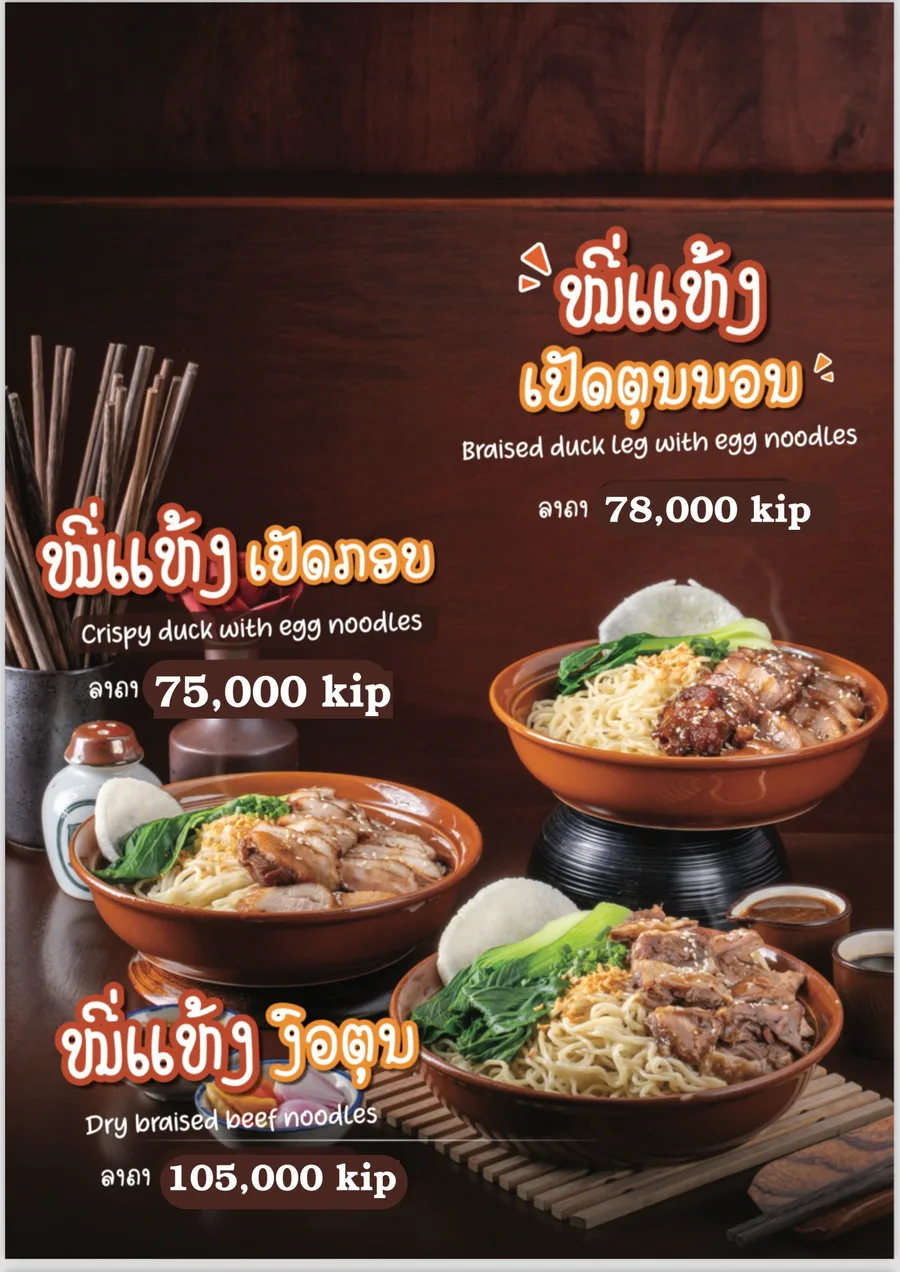 ໝີ່ແຫ້ງ
ເປັດຕຸນນອນ
Braised duck leg with egg noodles
ລາຄາ 78,000 kip
ໝີ່ແຫ້ງ ເປັດກອບ
Crispy duck with egg noodles
ລາຄາ 75,000 kip
ໝີ່ແຫ້ງ ງົວຕຸນ
Dry braised beef noodles
ລາຄາ 105,000 kip